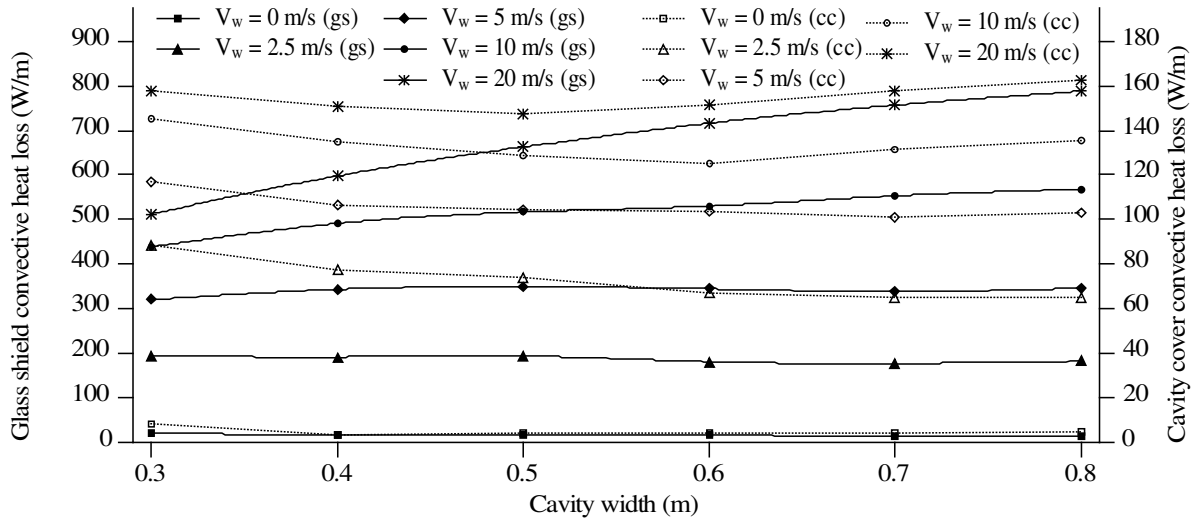 V_w = 0 m/s (gs)
V_w = 5 m/s (gs)
V_w = 0 m/s (cc)
V_w = 10 m/s (cc)
V_w = 2.5 m/s (gs)
V_w = 10 m/s (gs)
V_w = 2.5 m/s (cc)
V_w = 20 m/s (cc)
V_w = 20 m/s (gs)
V_w = 5 m/s (cc)
Glass shield convective heat loss (W/m)
900
800
700
600
500
400
300
200
100
0
180
160
140
120
100
80
60
40
20
0
Cavity cover convective heat loss (W/m)
0.3 0.4 0.5 0.6 0.7 0.8
Cavity width (m)